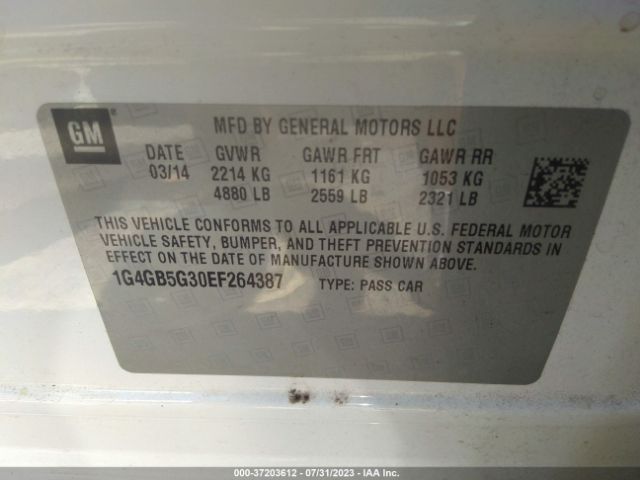 GM
MFD BY GENERAL MOTORS LLC
DATE GVWR GAWR FRT GAWR RR
03/14 2214 KG 1161 KG 1053 KG
4880 LB 2559 LB 2321 LB
THIS VEHICLE CONFORMS TO ALL APPLICABLE U.S. FEDERAL MOTOR
VEHICLE SAFETY, BUMPER, AND THEFT PREVENTION STANDARDS IN
EFFECT ON THE DATE OF MANUFACTURE SHOWN ABOVE.
1G4GB5G30EF264387 TYPE: PASS CAR
000-37203612 - 07/31/2023 - IAA Inc.